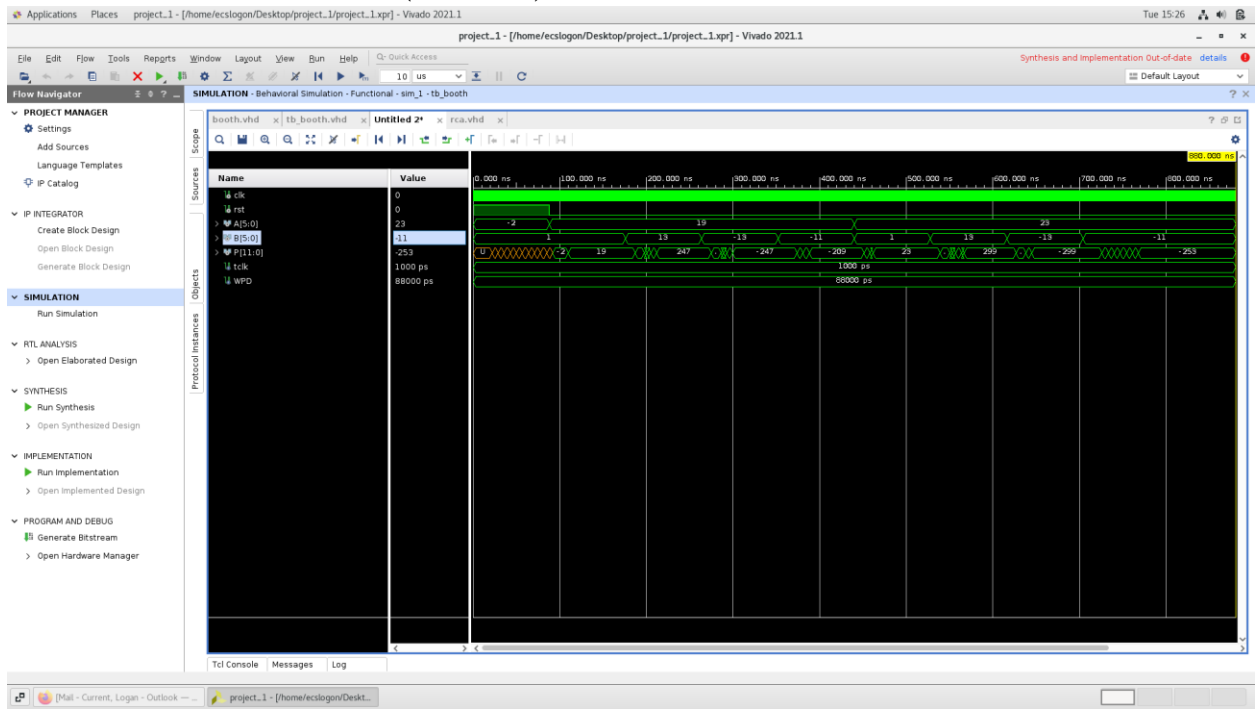 Applications Places project_1 - [/home/ecslogon/Desktop/project_1/project_1.xpr] - Vivado 2021.1 Tue 15:26
project_1 - [/home/ecslogon/Desktop/project_1/project_1.xpr] - Vivado 2021.1
File Edit Flow Tools Reports Window Layout View Run Help Q- Quick Access Synthesis and Implementation Out-of-date details
10 us Default Layout
Flow Navigator SIMULATION - Behavioral Simulation - Functional - sim_1 - tb_booth
PROJECT MANAGER
Settings
Add Sources
Language Templates
IP Catalog
IP INTEGRATOR
Create Block Design
Open Block Design
Generate Block Design
SIMULATION
Run Simulation
RTL ANALYSIS
Open Elaborated Design
SYNTHESIS
Run Synthesis
Open Synthesized Design
IMPLEMENTATION
Run Implementation
Open Implemented Design
PROGRAM AND DEBUG
Generate Bitstream
Open Hardware Manager
Scope
Sources
Objects
Protocol Instances
booth.vhd x tb_booth.vhd x Untitled 2* x rca.vhd x
880.000 ns
Name Value 0.000 ns 100.000 ns 200.000 ns 300.000 ns 400.000 ns 500.000 ns 600.000 ns 700.000 ns 800.000 ns
clk 0
rst 0
A[5:0] 23 -2 19 23
B[5:0] -11 1 13 -13 -11 1 13 -13 -11
P[11:0] -253 U -2 19 247 -247 -209 23 299 -299 -253
tclk 1000 ps 1000 ps
WPD 88000 ps 88000 ps
Tcl Console Messages Log
[Mail - Current, Logan - Outlook — ... project_1 - [/home/ecslogon/Deskt...